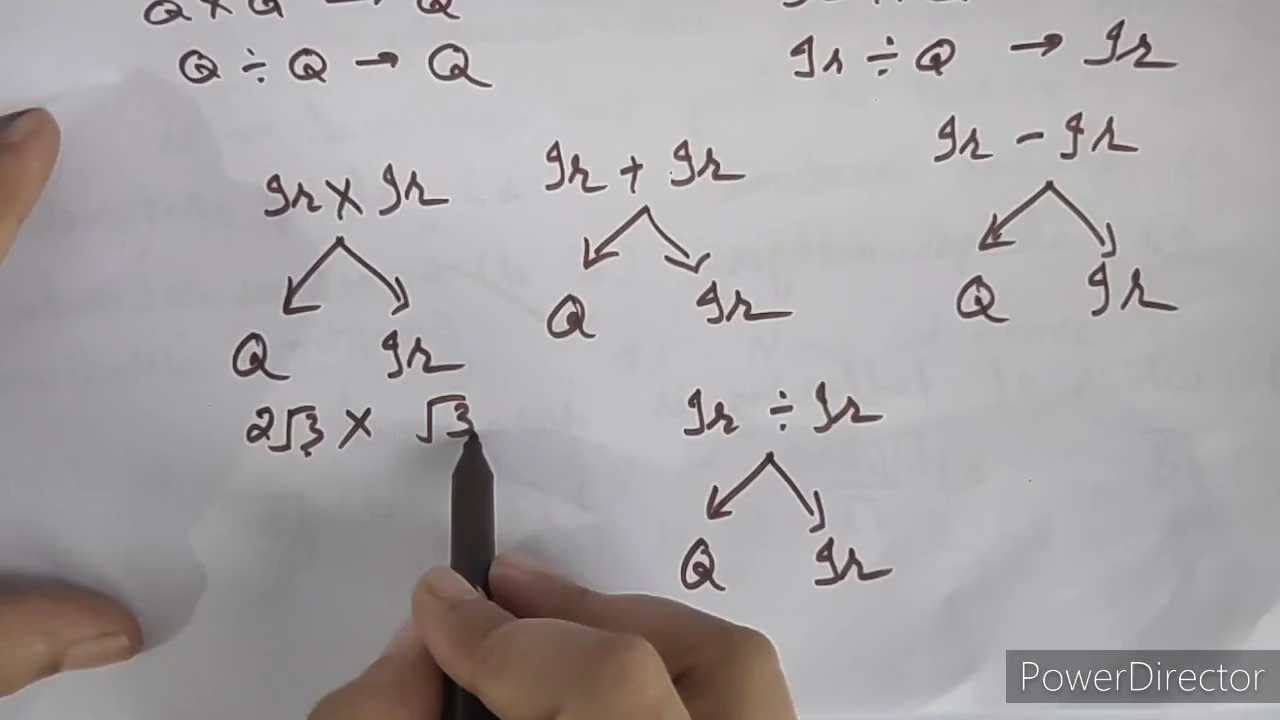 Q × Q → Q
Q ÷ Q → Q
Ir ÷ Q → Ir
Ir × Ir
Q Ir
2√3 × √3
Ir + Ir
Q Ir
Ir - Ir
Q Ir
Ir ÷ Ir
Q Ir
PowerDirector